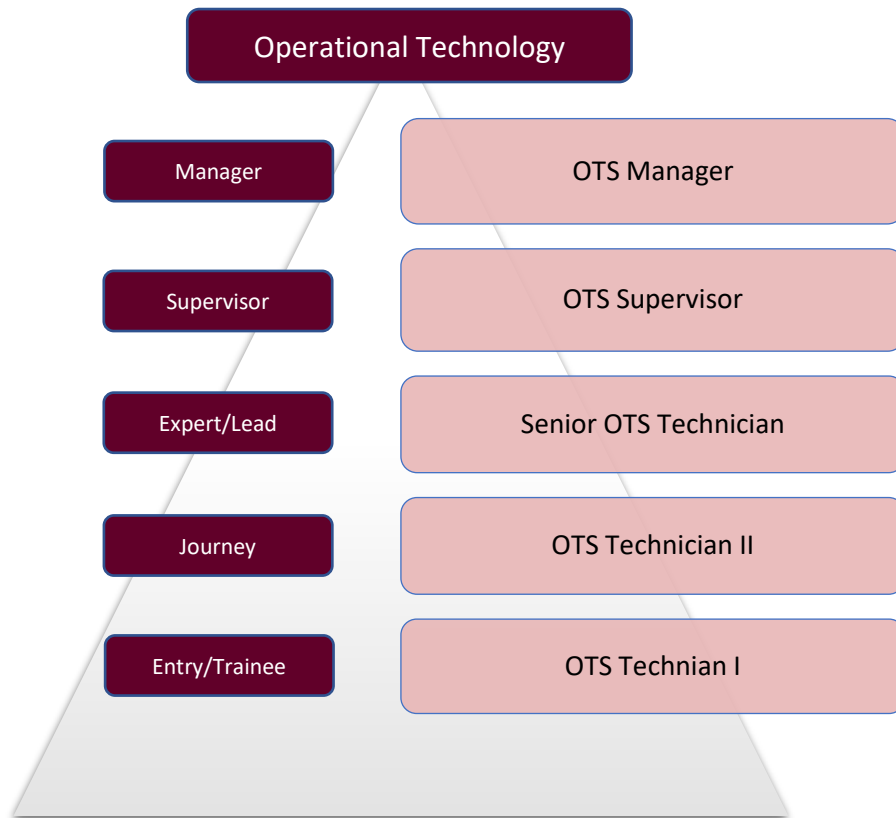 Operational Technology
Manager
OTS Manager
Supervisor
OTS Supervisor
Expert/Lead
Senior OTS Technician
Journey
OTS Technician II
Entry/Trainee
OTS Technian I